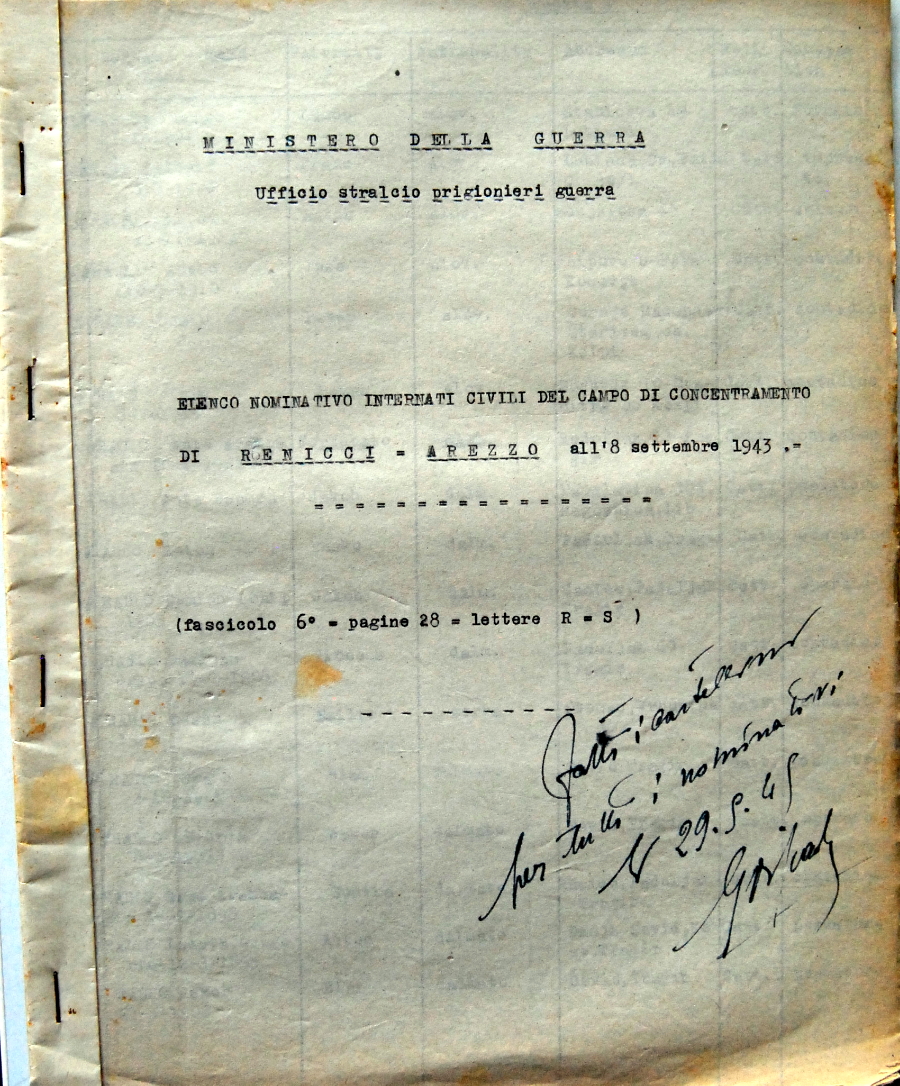 MINISTERO DELLA GUERRA
Ufficio stralcio prigionieri guerra
ELENCO NOMINATIVO INTERNATI CIVILI DEL CAMPO DI CONCENTRAMENTO
DI RENICCI = AREZZO all'8 settembre 1943 .=
= = = = = = = = = = = = = = = = =
(fascicolo 6° = pagine 28 = lettere R = S )
- - - - - - - - - - - - - -
Fatti i cartellini
per tutti i nominativi
29.5.45